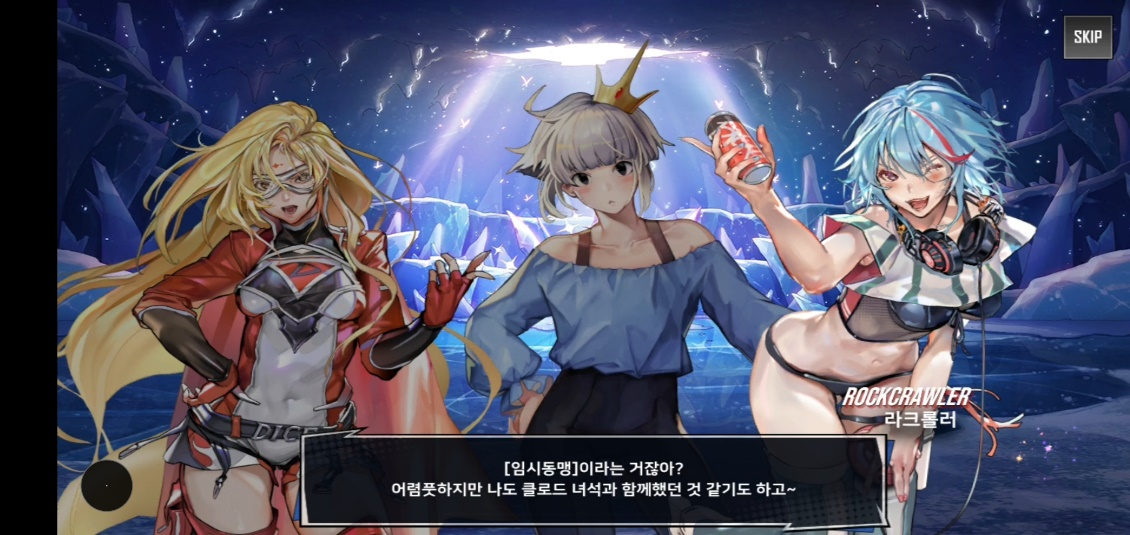 SKIP
ROCKCRAWLER
라크롤러
[임시동맹]이라는 거잖아?
어렴풋하지만 나도 클로드 녀석과 함께했던 것 같기도 하고~